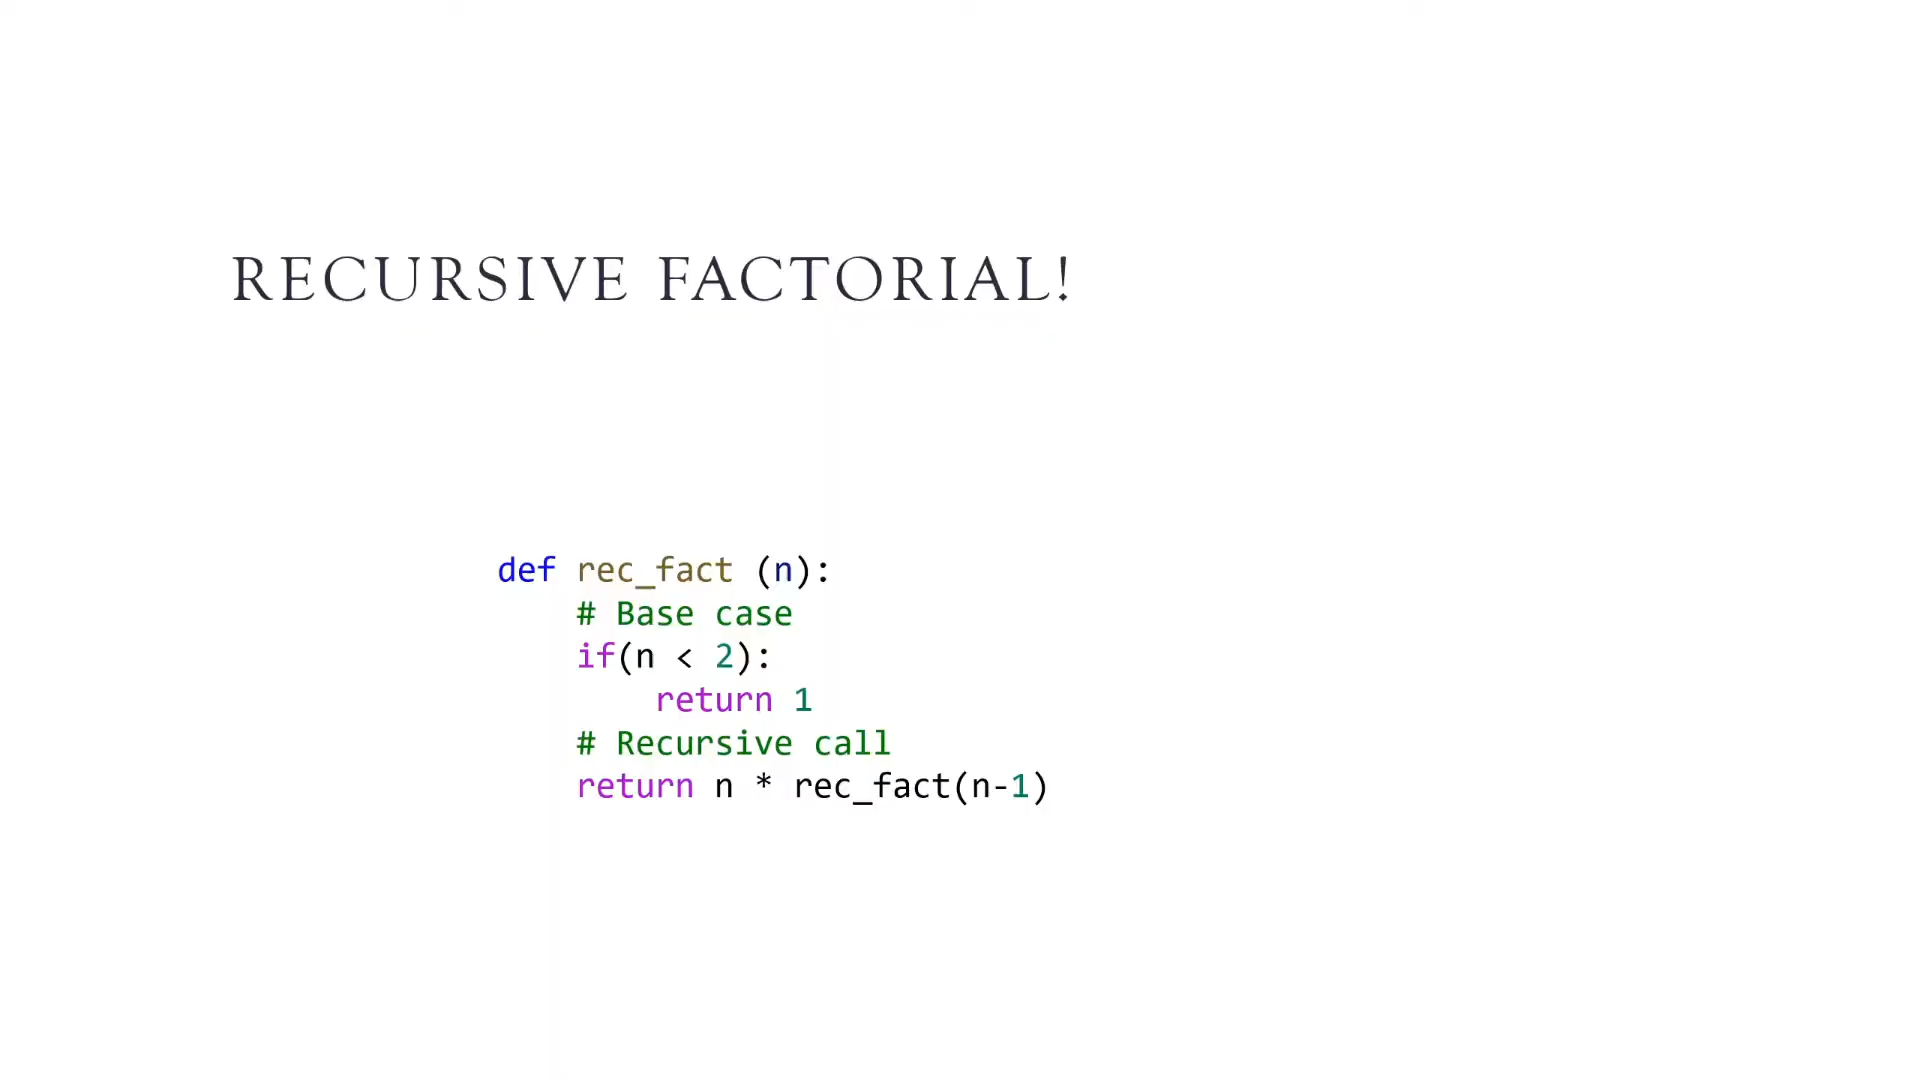 RECURSIVE FACTORIAL!
def rec_fact (n):
    # Base case
    if(n < 2):
        return 1
    # Recursive call
    return n * rec_fact(n-1)